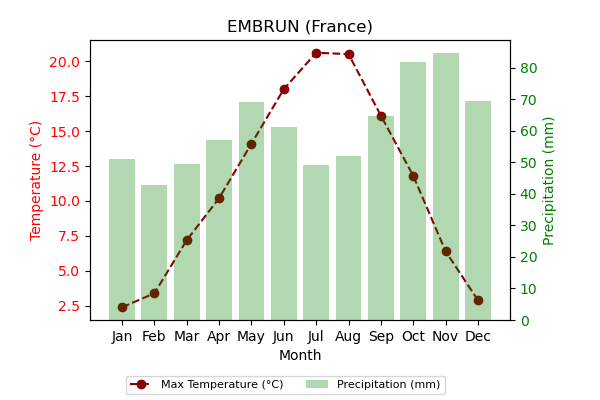 EMBRUN (France)
20.0
17.5
15.0
12.5
10.0
7.5
5.0
2.5
Temperature (°C)
80
70
60
50
40
30
20
10
0
Precipitation (mm)
Jan Feb Mar Apr May Jun Jul Aug Sep Oct Nov Dec
Month
Max Temperature (°C) Precipitation (mm)